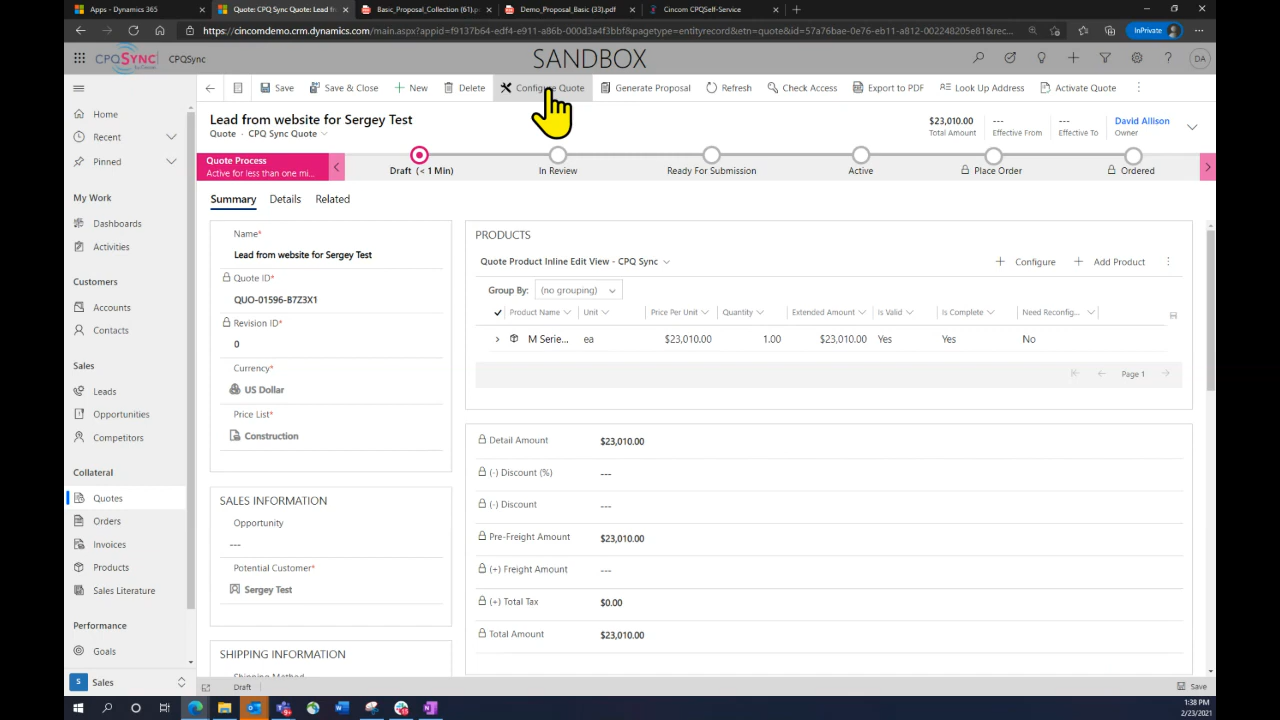 Apps - Dynamics 365
Quote: CPQ Sync Quote: Lead fr
Basic_Proposal_Collection (61).p
Demo_Proposal_Basic (33).pdf
Cincom CPQSelf-Service
https://cincomdemo.crm.dynamics.com/main.aspx?appid=f9137b64-edf4-e911-a86b-000d3a4f3bbf&pagetype=entityrecord&etn=quote&id=57a76bae-0e76-eb11-a812-002248205e81&rec...
InPrivate
CPQSYNC
by Cincom
CPQSync
SANDBOX
DA
Save
Save & Close
New
Delete
Configure Quote
Generate Proposal
Refresh
Check Access
Export to PDF
Look Up Address
Activate Quote
Home
Recent
Pinned
My Work
Dashboards
Activities
Customers
Accounts
Contacts
Sales
Leads
Opportunities
Competitors
Collateral
Quotes
Orders
Invoices
Products
Sales Literature
Performance
Goals
S Sales
Lead from website for Sergey Test
Quote · CPQ Sync Quote
$23,010.00
Total Amount
---
Effective From
---
Effective To
David Allison
Owner
Quote Process
Active for less than one mi...
Draft (< 1 Min)
In Review
Ready For Submission
Active
Place Order
Ordered
Summary
Details
Related
Name*
Lead from website for Sergey Test
Quote ID*
QUO-01596-B7Z3X1
Revision ID*
0
Currency*
US Dollar
Price List*
Construction
SALES INFORMATION
Opportunity
---
Potential Customer*
Sergey Test
SHIPPING INFORMATION
PRODUCTS
Quote Product Inline Edit View - CPQ Sync
Configure
Add Product
Group By:
(no grouping)
Product Name
Unit
Price Per Unit
Quantity
Extended Amount
Is Valid
Is Complete
Need Reconfig...
M Serie...
ea
$23,010.00
1.00
$23,010.00
Yes
Yes
No
Page 1
Detail Amount
$23,010.00
(-) Discount (%)
---
(-) Discount
---
Pre-Freight Amount
$23,010.00
(+) Freight Amount
---
(+) Total Tax
$0.00
Total Amount
$23,010.00
Draft
Save
1:38 PM
2/23/2021